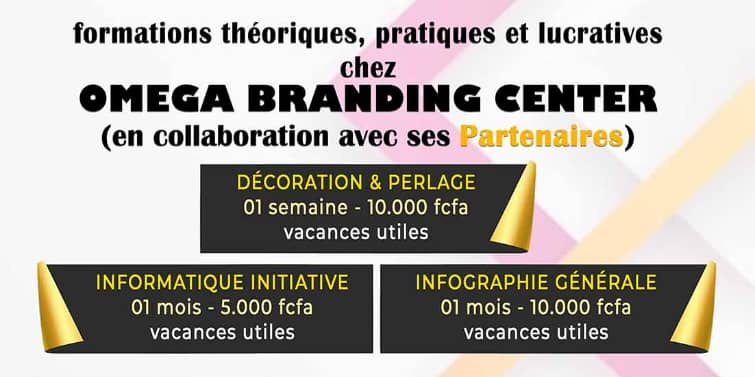 formations théoriques, pratiques et lucratives
chez
OMEGA BRANDING CENTER
(en collaboration avec ses Partenaires)
DÉCORATION & PERLAGE
01 semaine - 10.000 fcfa
vacances utiles
INFORMATIQUE INITIATIVE
01 mois - 5.000 fcfa
vacances utiles
INFOGRAPHIE GÉNÉRALE
01 mois - 10.000 fcfa
vacances utiles